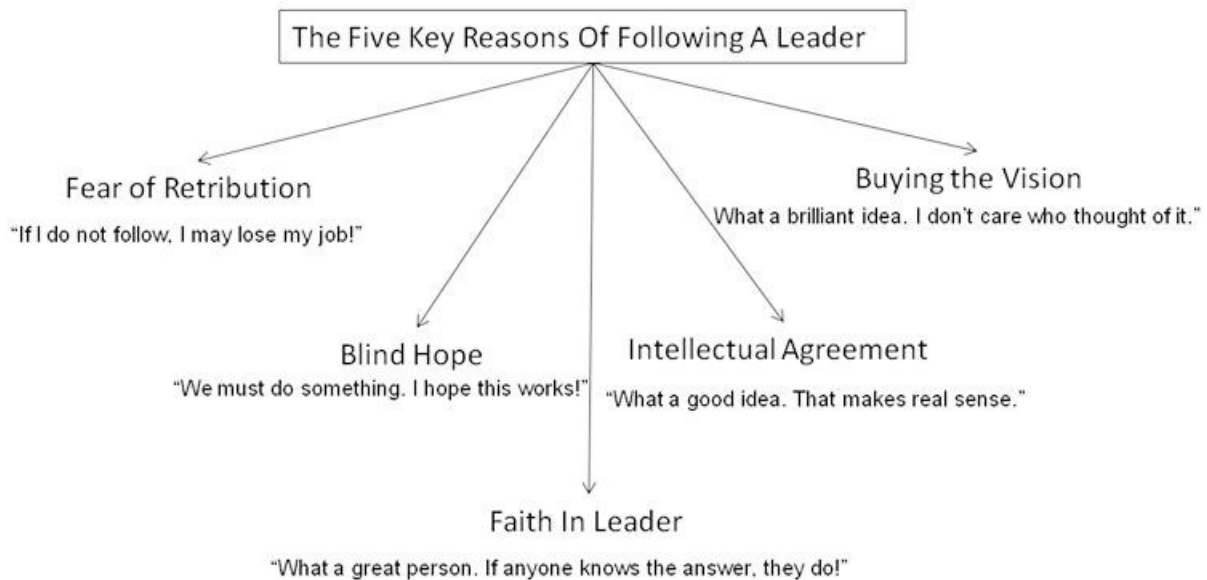 The Five Key Reasons Of Following A Leader
Fear of Retribution
“If I do not follow, I may lose my job!”
Buying the Vision
What a brilliant idea. I don’t care who thought of it.”
Blind Hope
“We must do something. I hope this works!”
Intellectual Agreement
“What a good idea. That makes real sense.”
Faith In Leader
“What a great person. If anyone knows the answer, they do!”